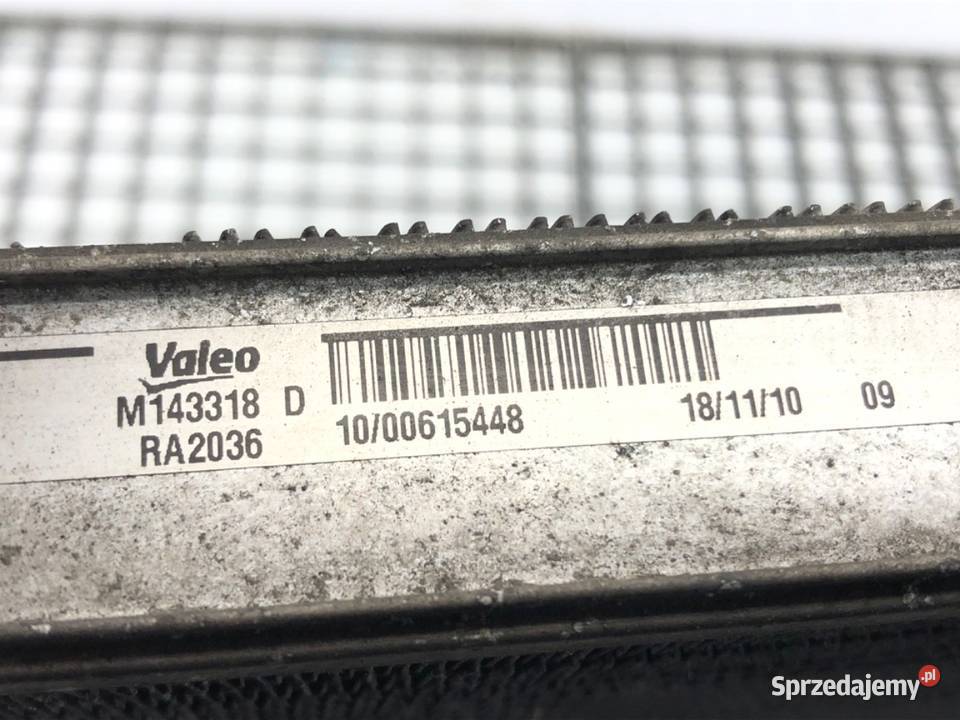 Valeo
M143318 D
RA2036
10/00615448
18/11/10 09
Sprzedajemy.pl